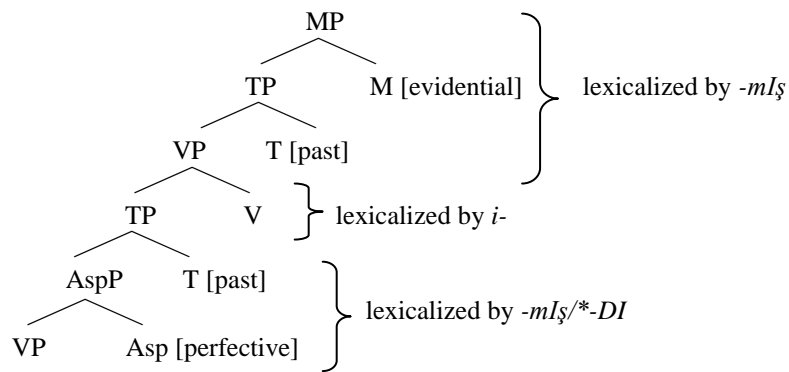 MP
TP M [evidential] lexicalized by -mIş
VP T [past]
TP V lexicalized by i-
AspP T [past]
lexicalized by -mIş/*-DI
VP Asp [perfective]